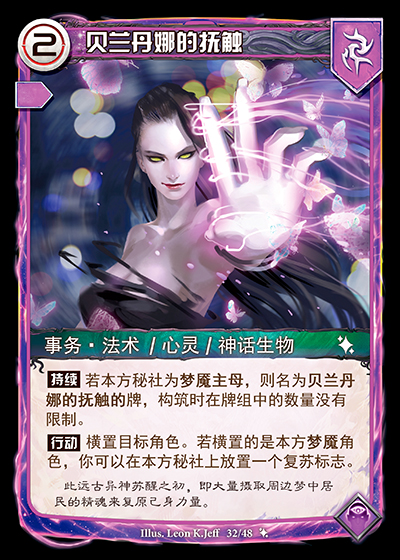 2
贝兰丹娜的抚触
事务·法术 / 心灵 / 神话生物
持续 若本方秘社为梦魇主母，则名为贝兰丹
娜的抚触的牌，构筑时在牌组中的数量没有
限制。
行动 横置目标角色。若横置的是本方梦魇角
色，你可以在本方秘社上放置一个复苏标志。
此远古异神苏醒之初，即大量摄取周边梦中居
民的精魂来复原己身力量。
Illus. Leon K.Jeff 32/48